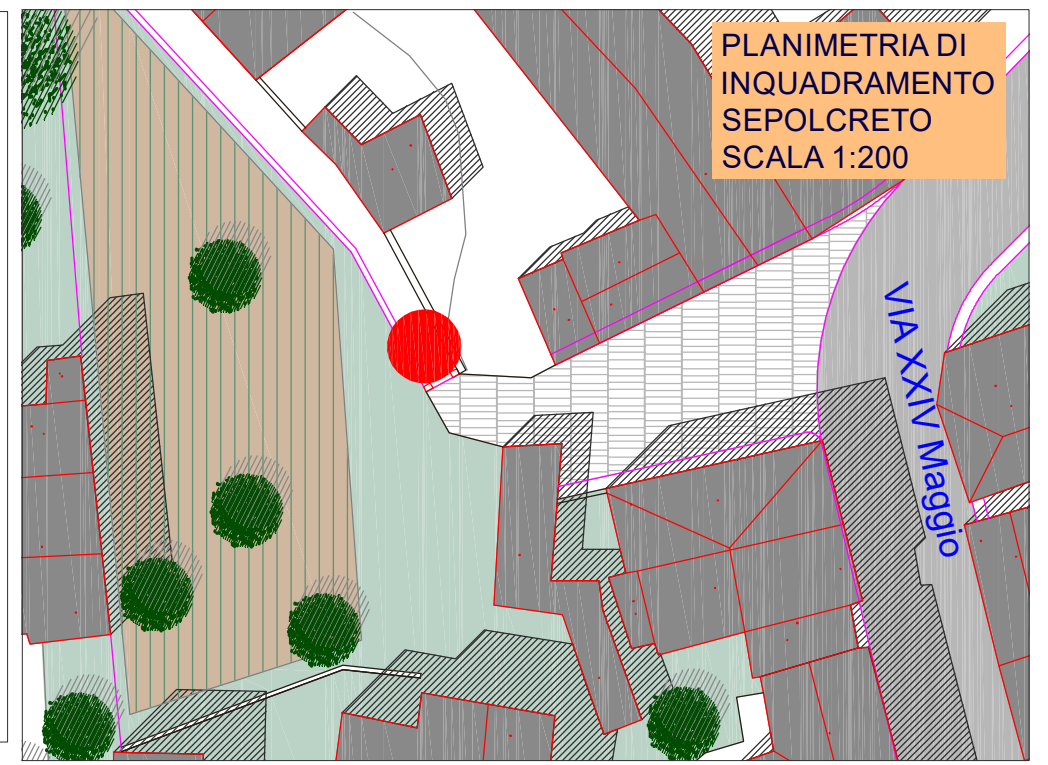 PLANIMETRIA DI
INQUADRAMENTO
SEPOLCRETO
SCALA 1:200
VIA XXIV Maggio